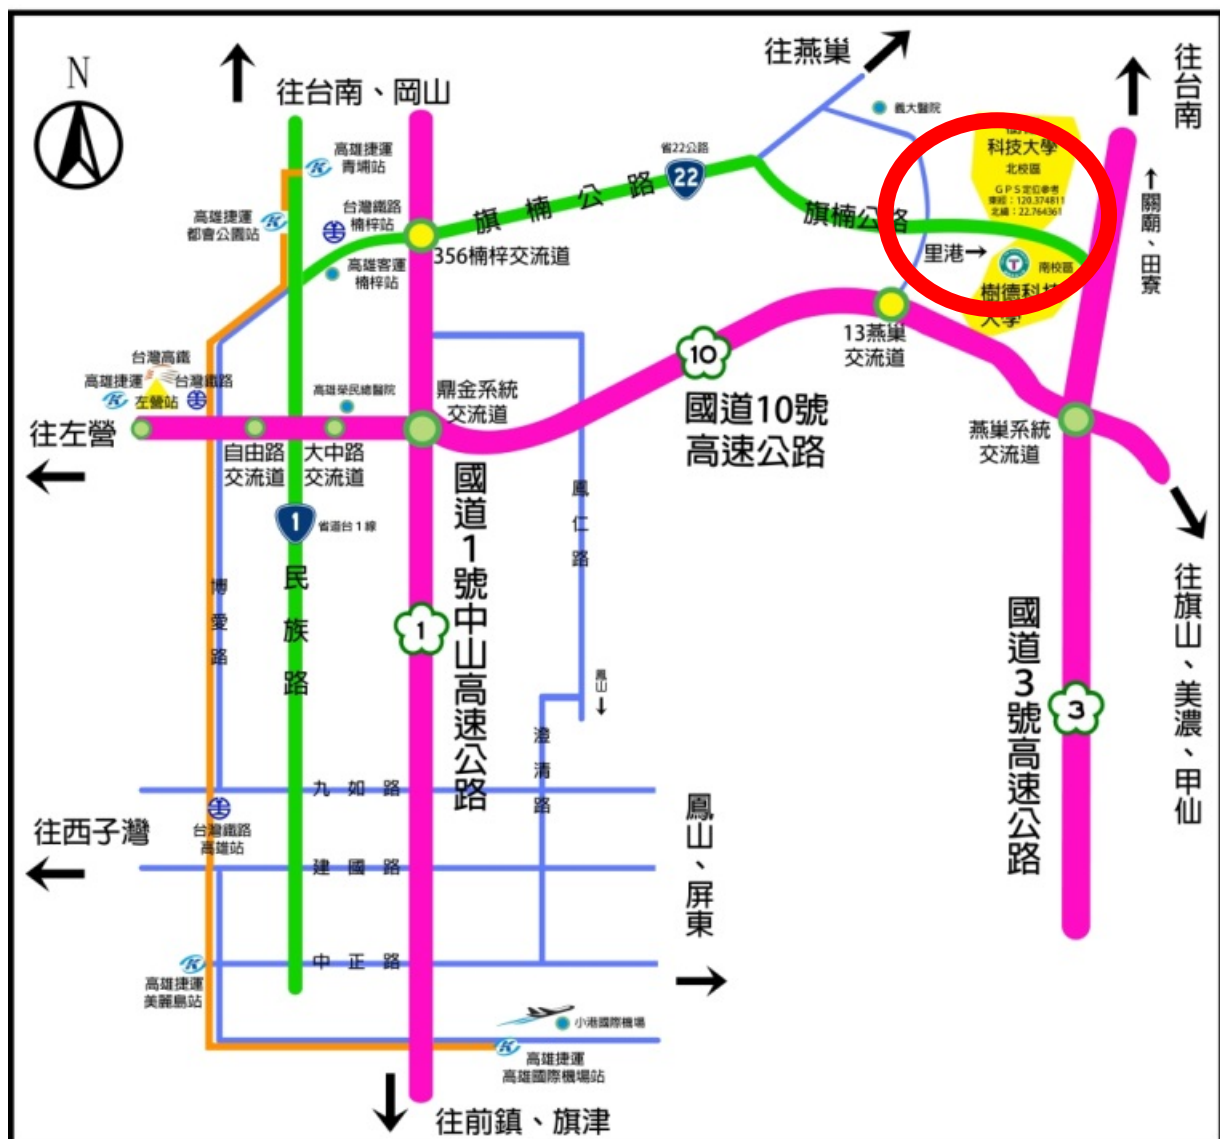 N
往台南、岡山
往燕巢
往台南
義大醫院
科技大學
北校區
GPS定位參考
東經：120.374811
北緯：22.764361
↑關廟、田寮
高雄捷運
青埔站
省22公路
22
旗楠公路
旗楠公路
高雄捷運
都會公園站
台灣鐵路
楠梓站
356楠梓交流道
高雄客運
楠梓站
里港→
南校區
樹德科技
大學
13燕巢
交流道
台灣高鐵
高雄捷運
台灣鐵路
左營站
高雄榮民總醫院
鼎金系統
交流道
10
國道10號
高速公路
燕巢系統
交流道
往左營
自由路
交流道
大中路
交流道
1
省道台1線
國道1號中山高速公路
鳳仁路
往旗山、美濃、甲仙
博愛路
民族路
1
國道3號高速公路
3
鳳山↓
澄清路
九如路
台灣鐵路
高雄站
往西子灣
鳳山、屏東
建國路
中正路
高雄捷運
美麗島站
小港國際機場
高雄捷運
高雄國際機場站
往前鎮、旗津